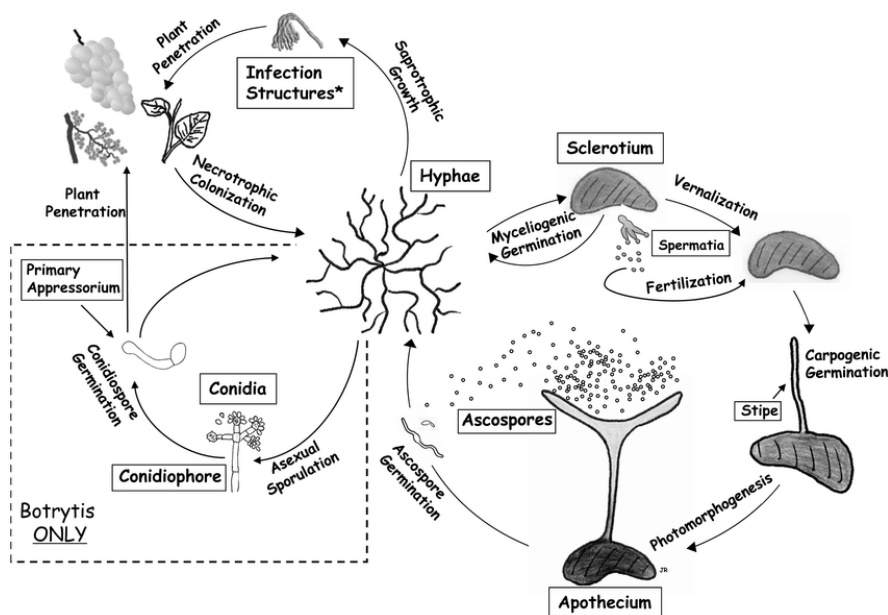 Plant
Penetration
Infection
Structures*
Saprotrophic
Growth
Hyphae
Necrotrophic
Colonization
Plant
Penetration
Sclerotium
Vernalization
Myceliogenic
Germination
Spermatia
Fertilization
Primary
Appressorium
Conidiospore
Germination
Conidia
Conidiophore
Asexual
Sporulation
Botrytis
ONLY
Carpogenic
Germination
Stipe
Ascospores
Ascospore
Germination
Photomorphogenesis
JR
Apothecium